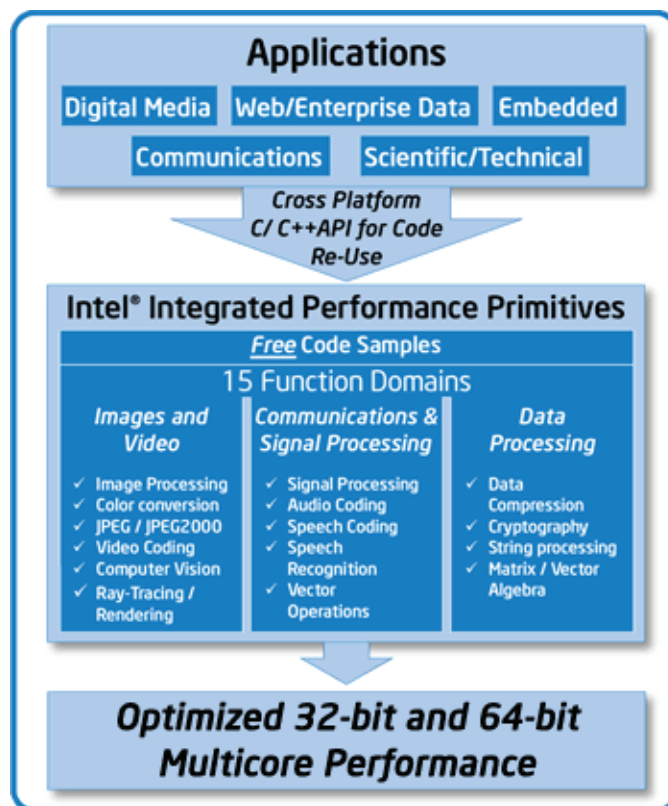 Applications
Digital Media
Web/Enterprise Data
Embedded
Communications
Scientific/Technical
Cross Platform
C/ C++API for Code
Re-Use
Intel® Integrated Performance Primitives
Free Code Samples
15 Function Domains
Images and
Video
✓ Image Processing
✓ Color conversion
✓ JPEG / JPEG2000
✓ Video Coding
✓ Computer Vision
✓ Ray-Tracing /
Rendering
Communications &
Signal Processing
✓ Signal Processing
✓ Audio Coding
✓ Speech Coding
✓ Speech
Recognition
✓ Vector
Operations
Data
Processing
✓ Data
Compression
✓ Cryptography
✓ String processing
✓ Matrix / Vector
Algebra
Optimized 32-bit and 64-bit
Multicore Performance